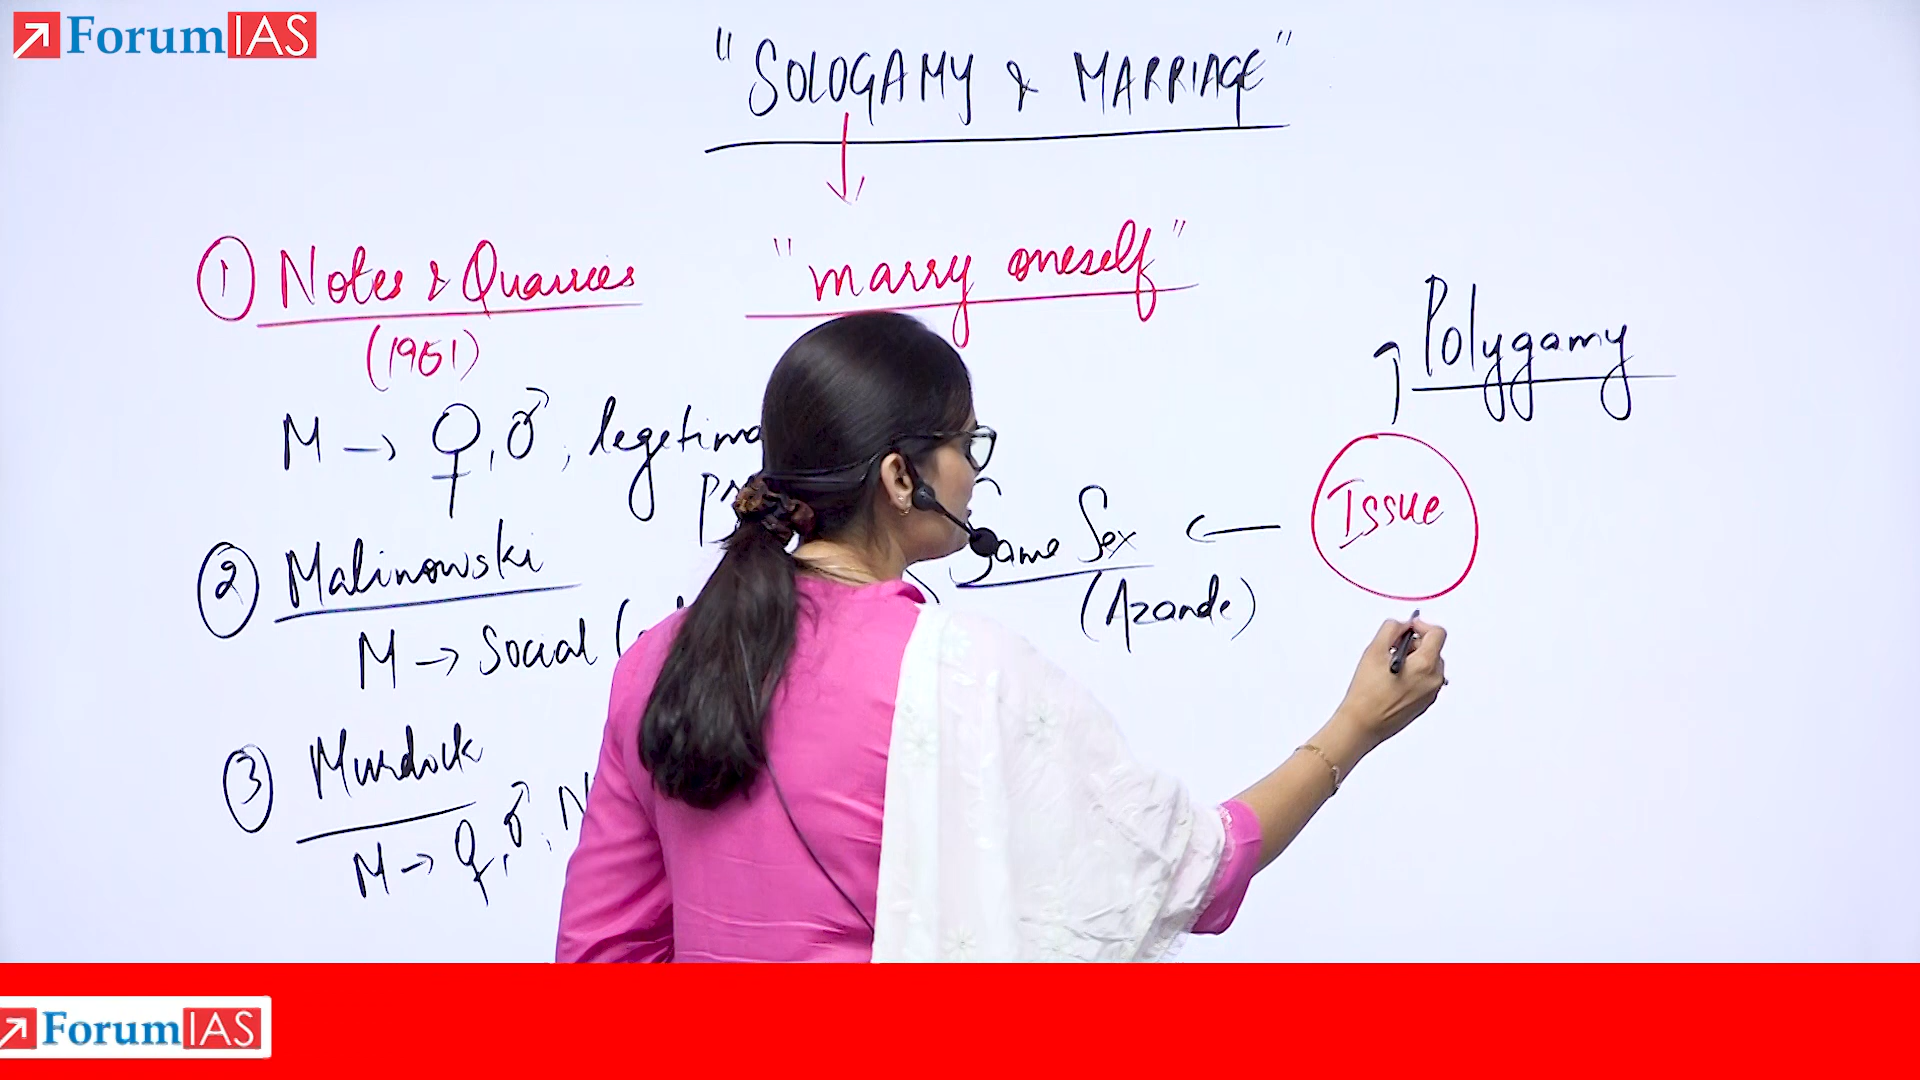 ForumIAS
"SOLOGAMY & MARRIAGE"
① Notes & Quarries
(1951)
"marry oneself"
Polygamy
M → ♀, ♂, legetima
Issue
Same Sex ←
(Azande)
② Malinowski
M → Social (
③ Murdock
M → ♀, ♂, N
ForumIAS